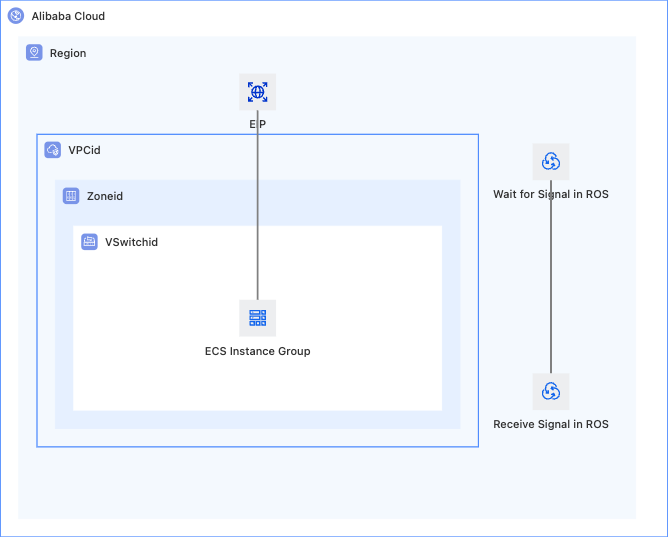 Alibaba Cloud
Region
EIP
VPCid
Wait for Signal in ROS
Zoneid
VSwitchid
ECS Instance Group
Receive Signal in ROS